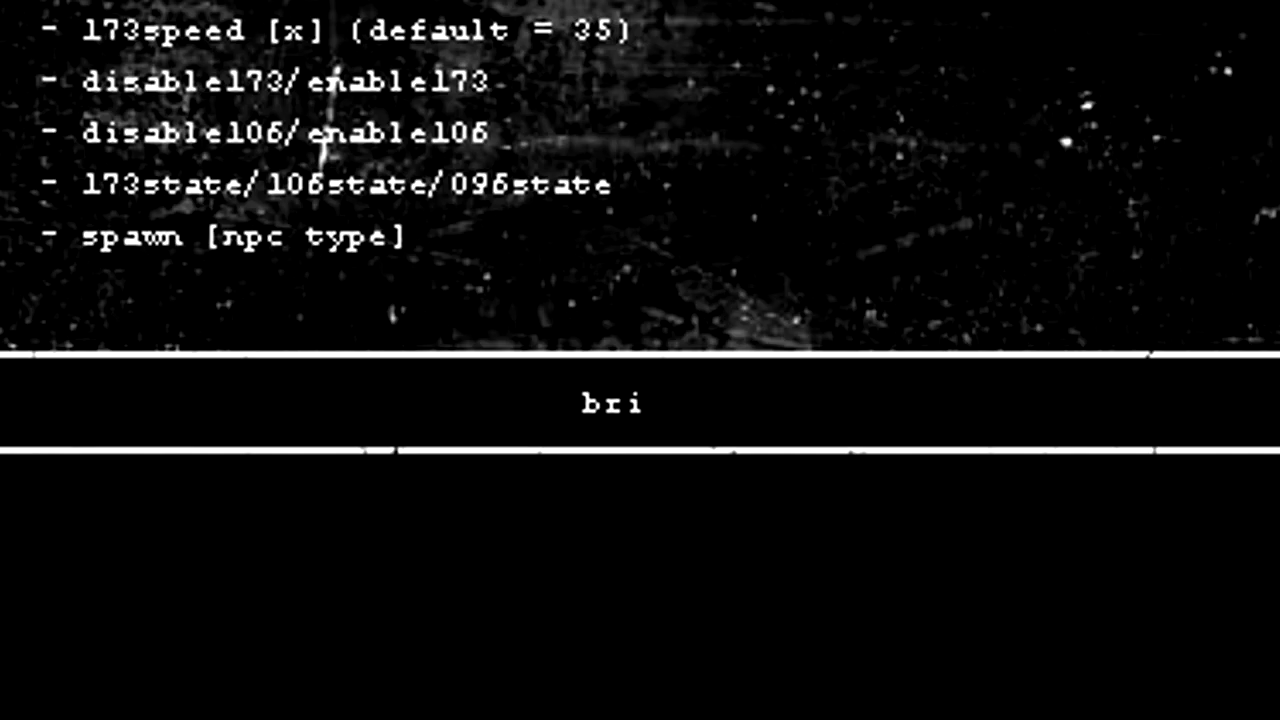 - 173speed [x] (default = 35)
- disable173/enable173
- disable106/enable106
- 173state/106state/096state
- spawn [npc type]
bri